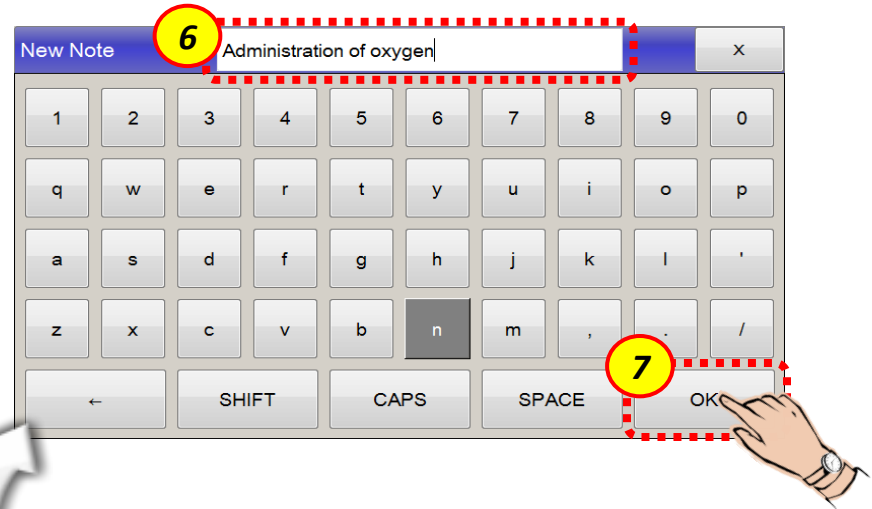 6
New Note Administration of oxygen X
1 2 3 4 5 6 7 8 9 0
q w e r t y u i o p
a s d f g h j k l '
z x c v b n m , . /
7
← SHIFT CAPS SPACE OK